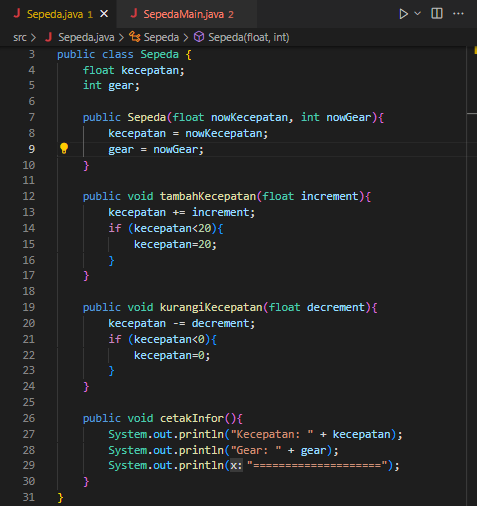 Sepeda.java 1 × SepedaMain.java 2
src > Sepeda.java > Sepeda > Sepeda(float, int)
3 public class Sepeda {
4 float kecepatan;
5 int gear;
6
7 public Sepeda(float nowKecepatan, int nowGear){
8 kecepatan = nowKecepatan;
9 gear = nowGear;
10 }
11
12 public void tambahKecepatan(float increment){
13 kecepatan += increment;
14 if (kecepatan<20){
15 kecepatan=20;
16 }
17 }
18
19 public void kurangiKecepatan(float decrement){
20 kecepatan -= decrement;
21 if (kecepatan<0){
22 kecepatan=0;
23 }
24 }
25
26 public void cetakInfor(){
27 System.out.println("Kecepatan: " + kecepatan);
28 System.out.println("Gear: " + gear);
29 System.out.println(x: "====================");
30 }
31 }